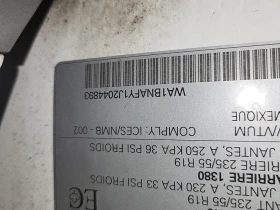 235/55 R19
JANTES, A 230 KPA 33 PSI FROIDS
ARRIERE 1380
RRIERE 235/55 R19
JANTES, A 250 KPA 36 PSI FROIDS
/VTUM COMPLY: ICES/NMB - 002
MEXIQUE
WA1BNAFY1J2044893